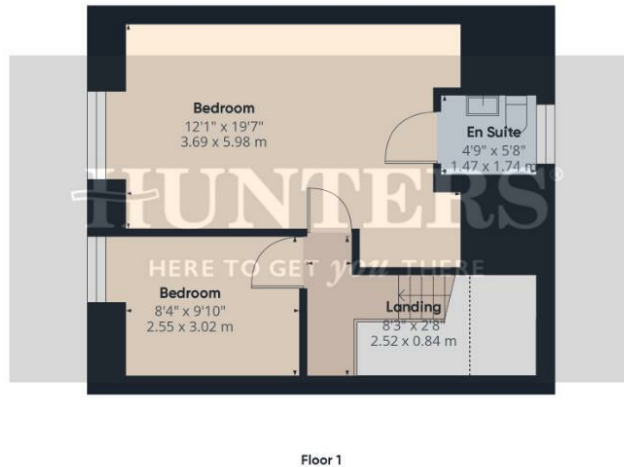 Bedroom
12'1" x 19'7"
3.69 x 5.98 m
En Suite
4'9" x 5'8"
1.47 x 1.74 m
HUNTERS®
HERE TO GET you THERE
Bedroom
8'4" x 9'10"
2.55 x 3.02 m
Landing
8'3" x 2'8"
2.52 x 0.84 m
Floor 1